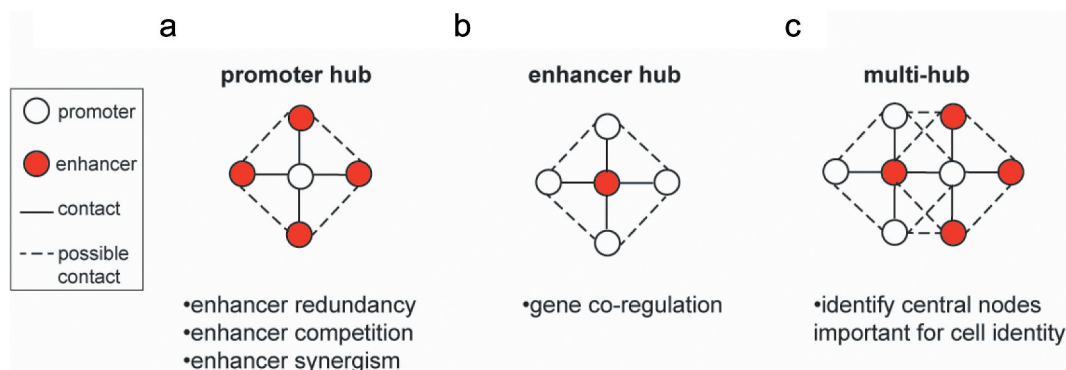 a
b
c
promoter hub
enhancer hub
multi-hub
promoter
enhancer
contact
possible
contact
•enhancer redundancy
•enhancer competition
•enhancer synergism
•gene co-regulation
•identify central nodes
important for cell identity